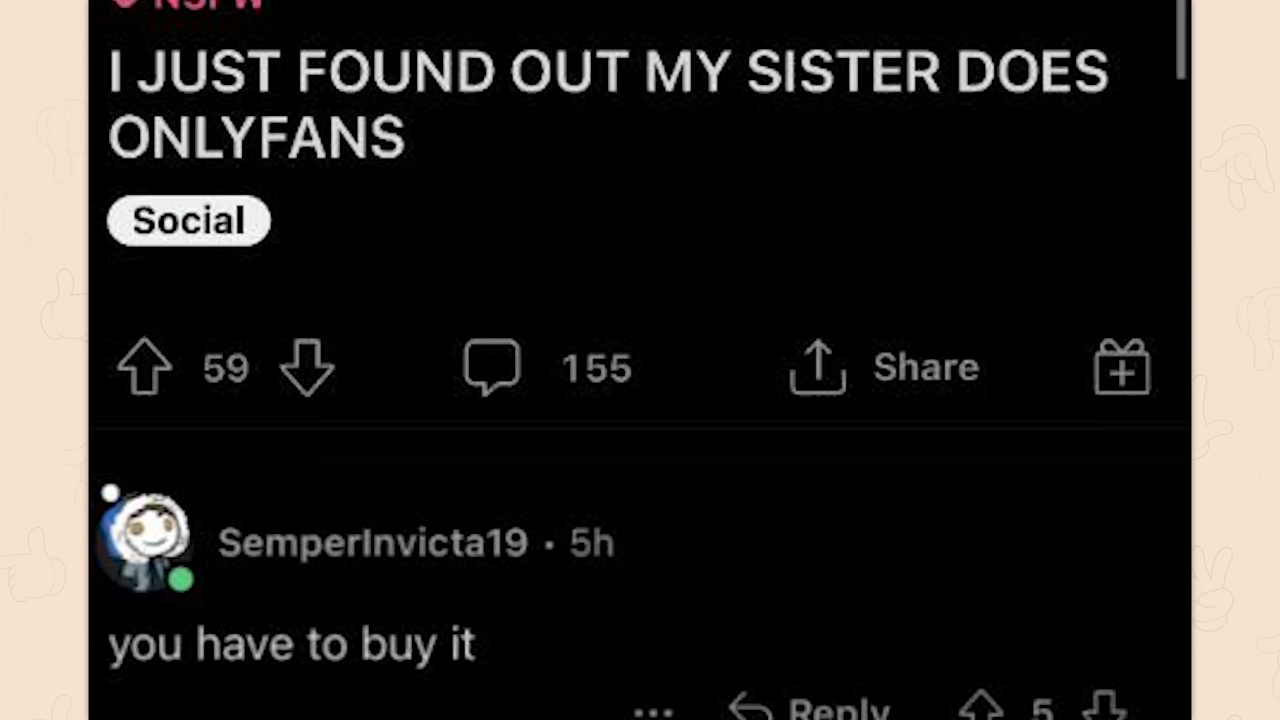 NSFW
I JUST FOUND OUT MY SISTER DOES
ONLYFANS
Social
59 155 Share
SemperInvicta19 · 5h
you have to buy it
... Reply 5